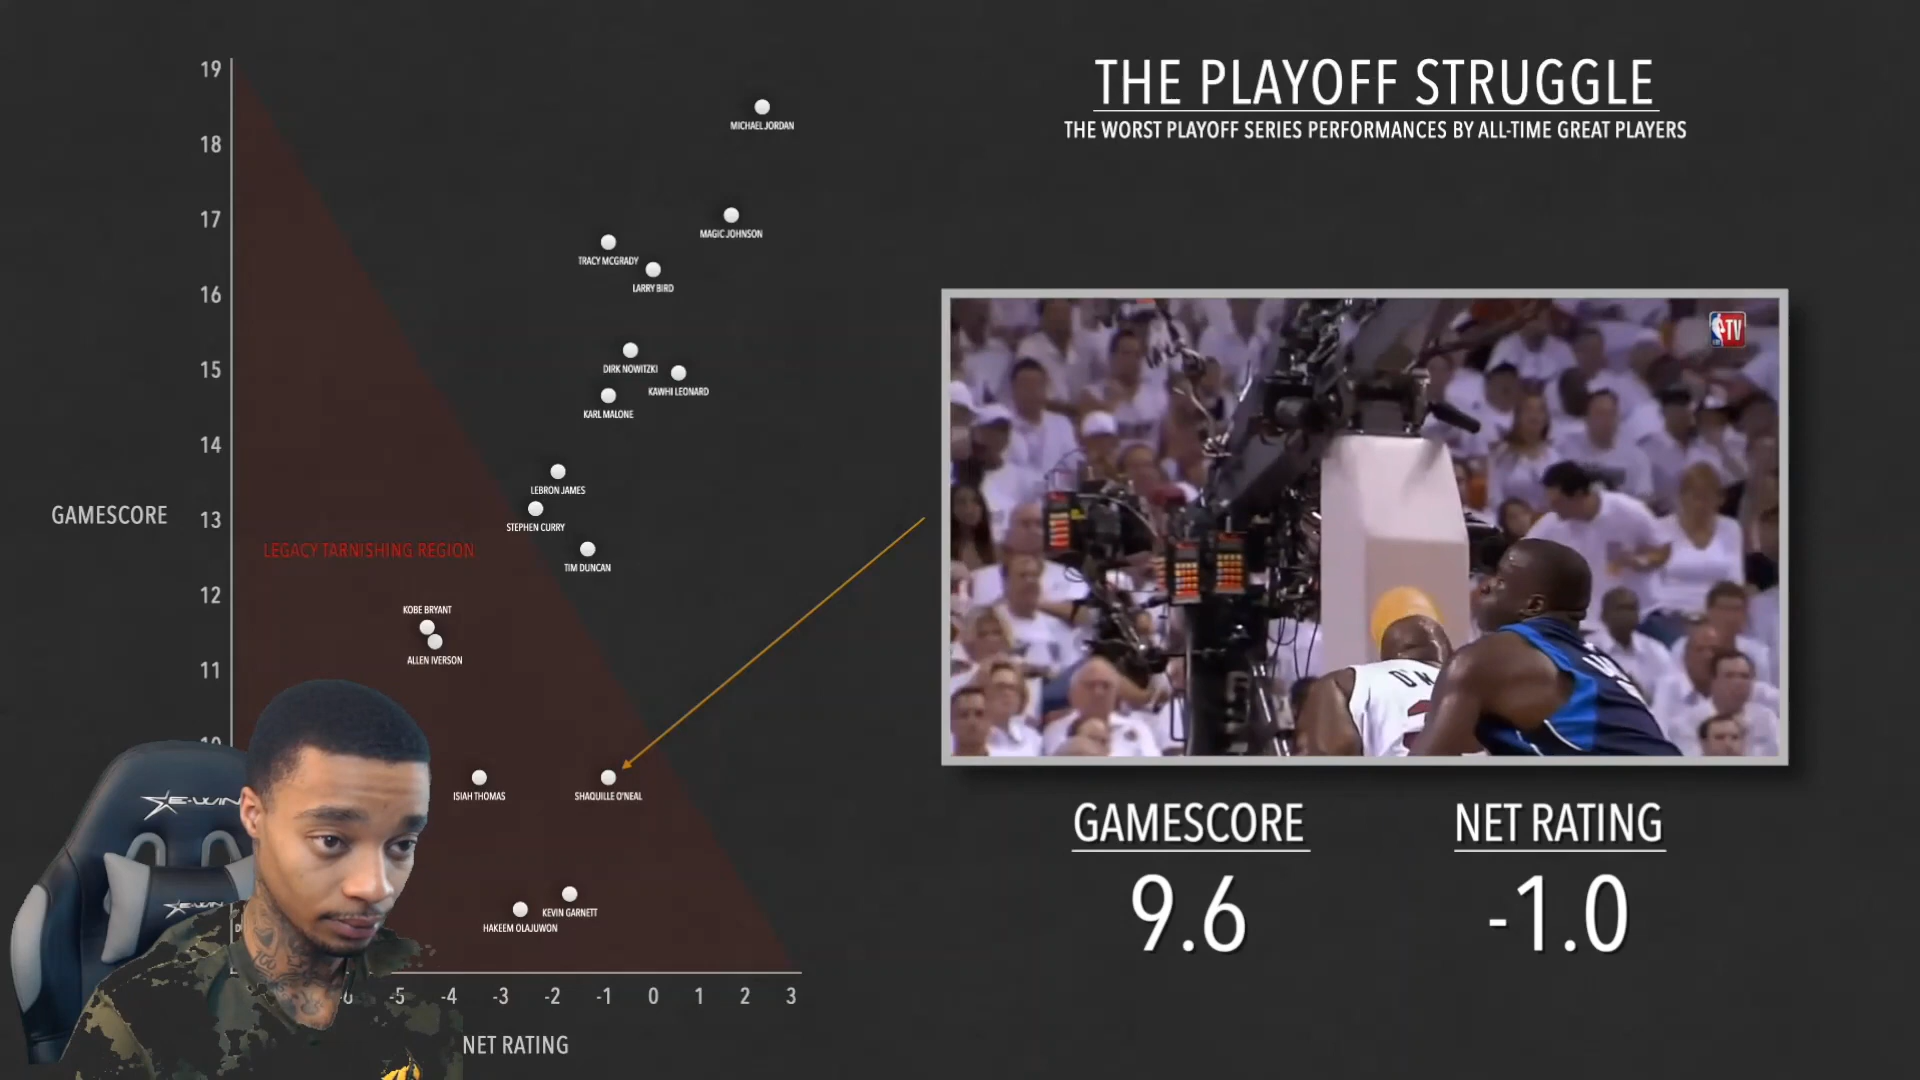 THE PLAYOFF STRUGGLE
THE WORST PLAYOFF SERIES PERFORMANCES BY ALL-TIME GREAT PLAYERS
19
18
17
16
15
14
13
12
11
10
GAMESCORE
MICHAEL JORDAN
MAGIC JOHNSON
TRACY MCGRADY
LARRY BIRD
DIRK NOWITZKI
KAWHI LEONARD
KARL MALONE
LEBRON JAMES
STEPHEN CURRY
TIM DUNCAN
LEGACY TARNISHING REGION
KOBE BRYANT
ALLEN IVERSON
ISIAH THOMAS
SHAQUILLE O'NEAL
KEVIN GARNETT
HAKEEM OLAJUWON
-5 -4 -3 -2 -1 0 1 2 3
NET RATING
TV
GAMESCORE
9.6
NET RATING
-1.0
E-WIN